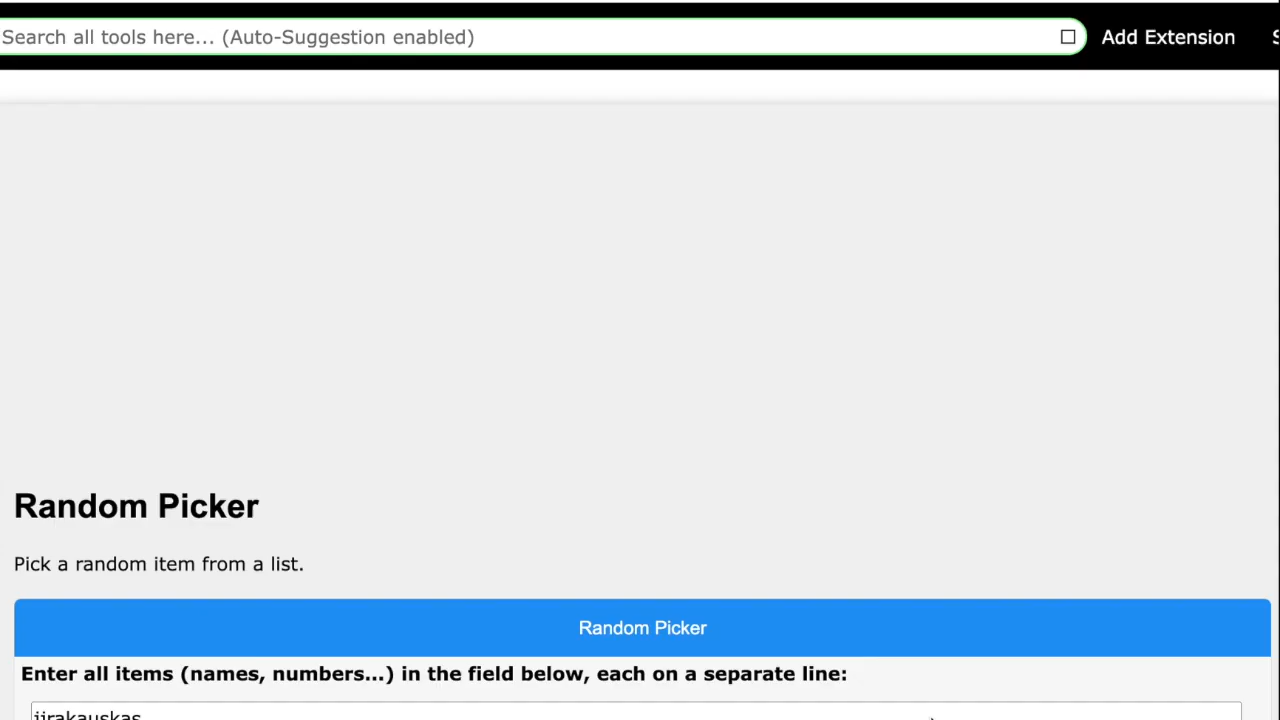 Search all tools here... (Auto-Suggestion enabled)
Add Extension
Random Picker
Pick a random item from a list.
Random Picker
Enter all items (names, numbers...) in the field below, each on a separate line:
jirakauskas